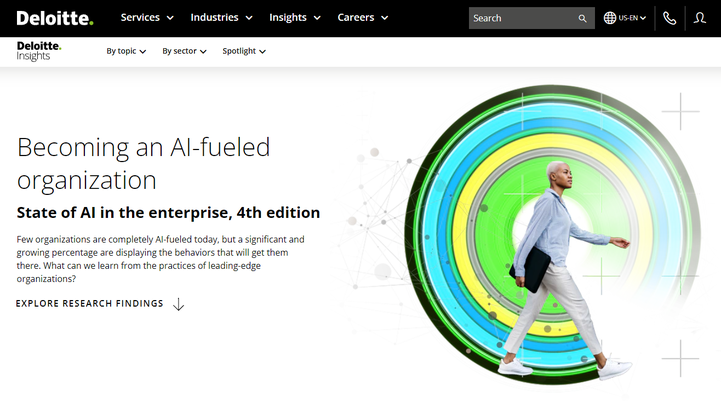 Deloitte.
Services
Industries
Insights
Careers
Search
US-EN
Deloitte.
Insights
By topic
By sector
Spotlight
Becoming an AI-fueled
organization
State of AI in the enterprise, 4th edition
Few organizations are completely AI-fueled today, but a significant and
growing percentage are displaying the behaviors that will get them
there. What can we learn from the practices of leading-edge
organizations?
EXPLORE RESEARCH FINDINGS